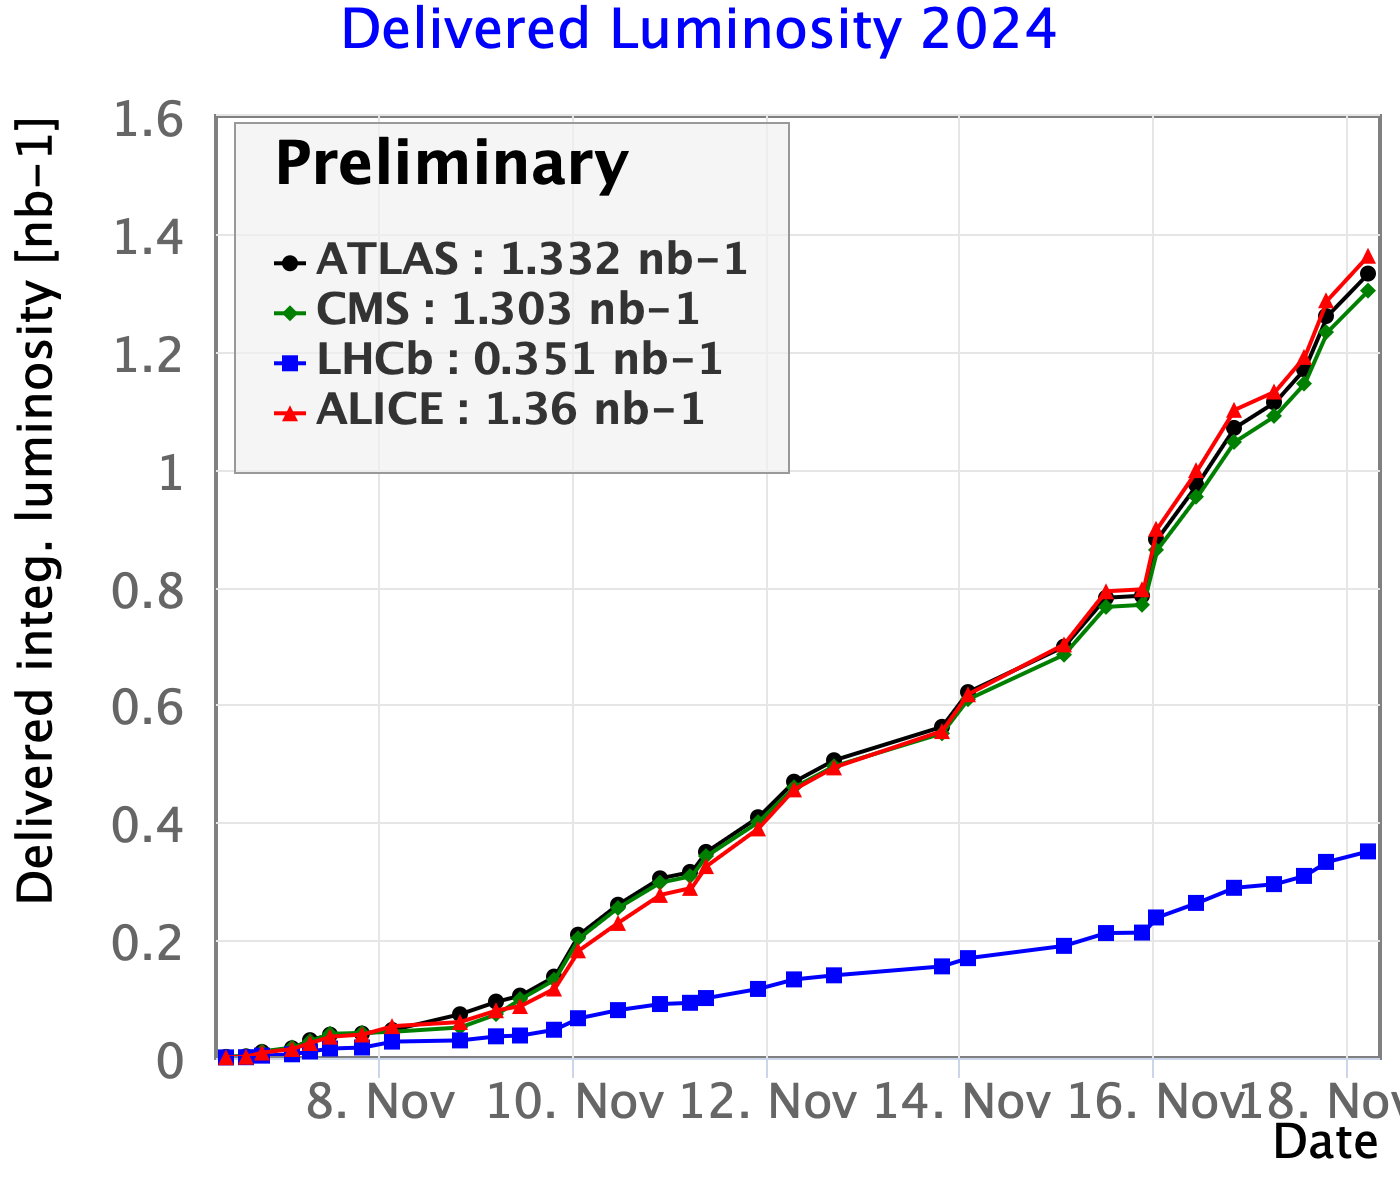 Delivered Luminosity 2024
Delivered integ. luminosity [nb-1]
1.6
1.4
1.2
1
0.8
0.6
0.4
0.2
0
Preliminary
ATLAS : 1.332 nb-1
CMS : 1.303 nb-1
LHCb : 0.351 nb-1
ALICE : 1.36 nb-1
8. Nov 10. Nov 12. Nov 14. Nov 16. Nov 18. Nov
Date